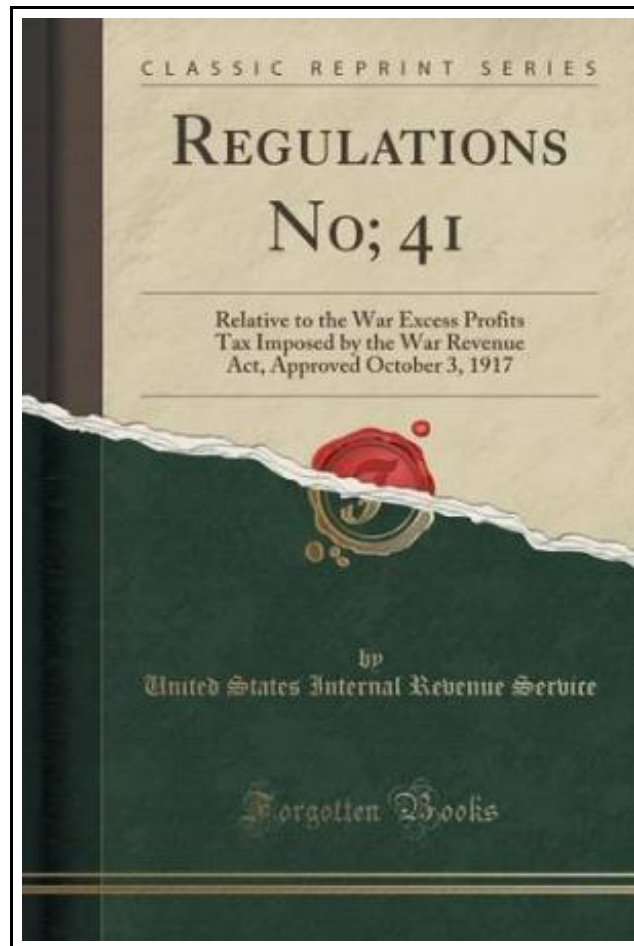 CLASSIC REPRINT SERIES
REGULATIONS
NO; 41
Relative to the War Excess Profits
Tax Imposed by the War Revenue
Act, Approved October 3, 1917
by
United States Internal Revenue Service
Forgotten Books